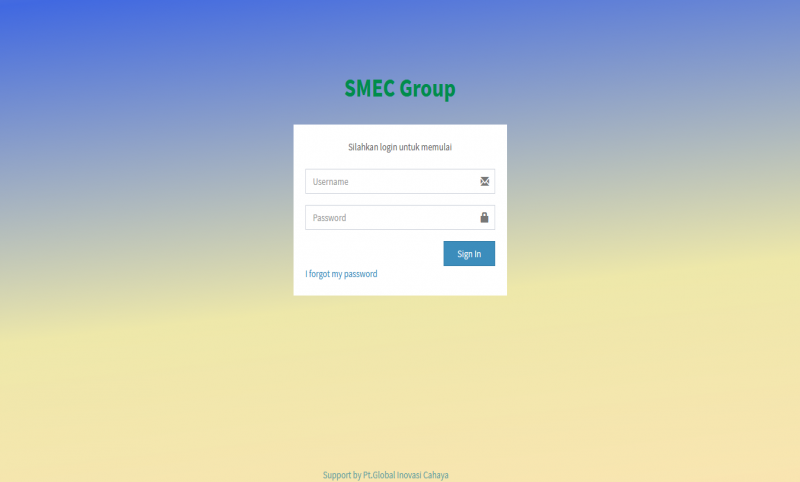 SMEC Group
Silahkan login untuk memulai
Username
Password
Sign In
I forgot my password
Support by Pt.Global Inovasi Cahaya